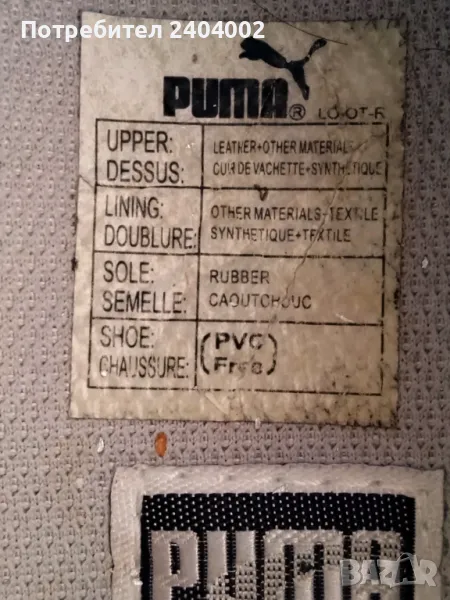 Потребител 2404002
PUMA® LO-OT-R
UPPER: LEATHER+OTHER MATERIALS
DESSUS: CUIR DE VACHETTE+SYNTHETIQUE
LINING: OTHER MATERIALS-TEXTILE
DOUBLURE: SYNTHETIQUE+TEXTILE
SOLE: RUBBER
SEMELLE: CAOUTCHOUC
SHOE: (PVC
CHAUSSURE: Free)
PUMA
BAZAR